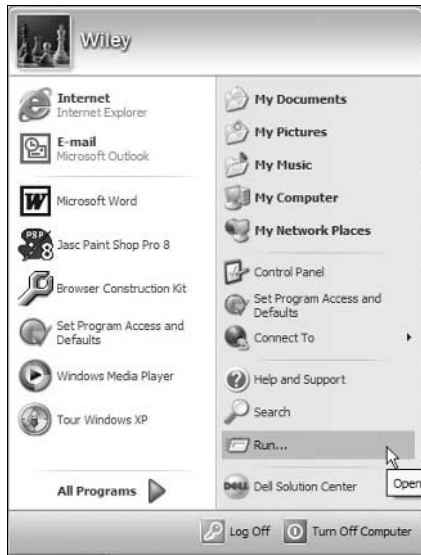 Wiley
Internet
Internet Explorer
E-mail
Microsoft Outlook
W
Microsoft Word
PSP
8
Jasc Paint Shop Pro 8
Browser Construction Kit
Set Program Access and
Defaults
Windows Media Player
Tour Windows XP
All Programs
My Documents
My Pictures
My Music
My Computer
My Network Places
Control Panel
Set Program Access and
Defaults
Connect To
Help and Support
Search
Run...
DELL Dell Solution Center
Open
Log Off
Turn Off Computer